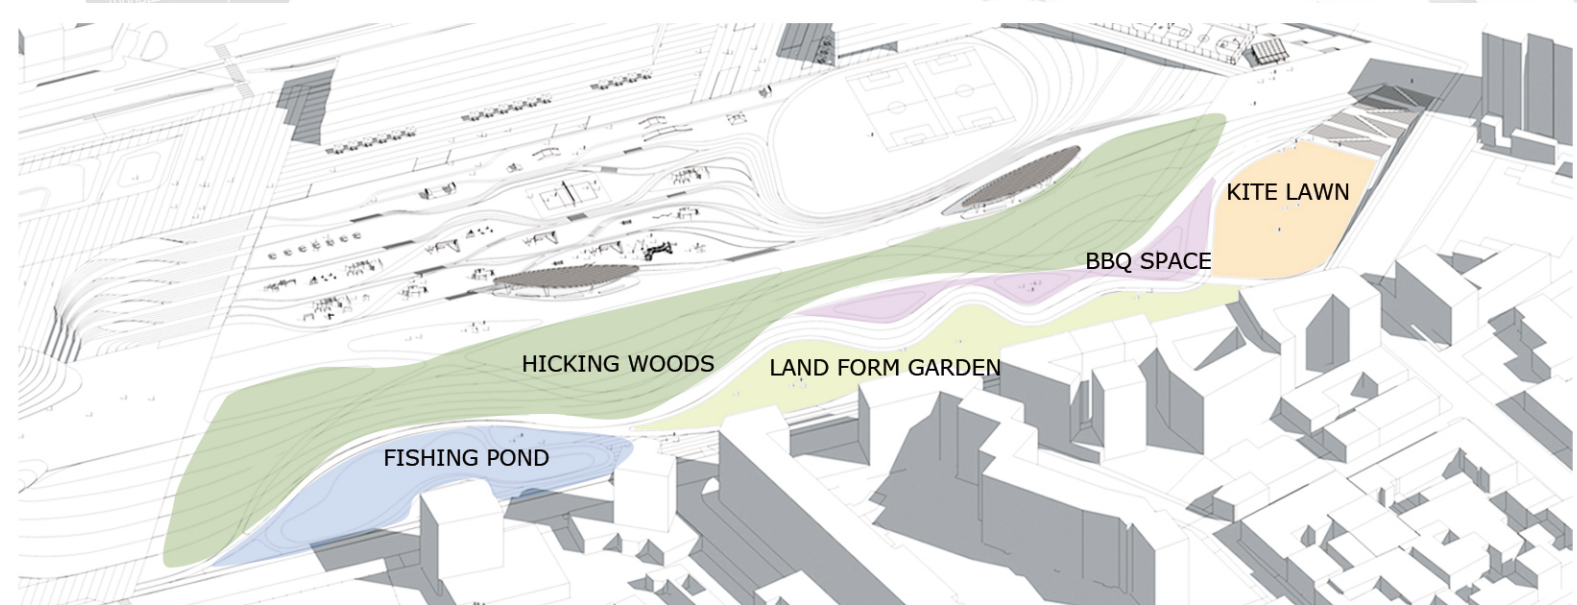 KITE LAWN
BBQ SPACE
HICKING WOODS
LAND FORM GARDEN
FISHING POND